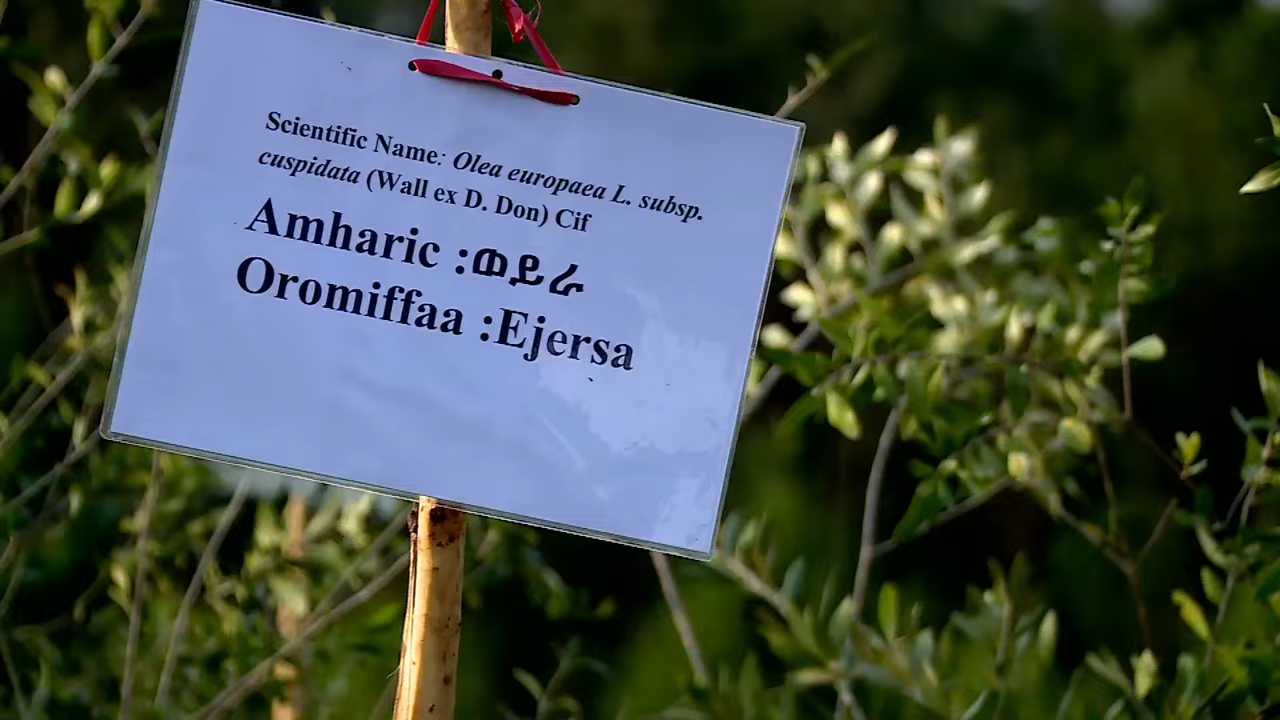 Scientific Name: Olea europaea L. subsp.
cuspidata (Wall ex D. Don) Cif
Amharic :ወይራ
Oromiffaa :Ejersa